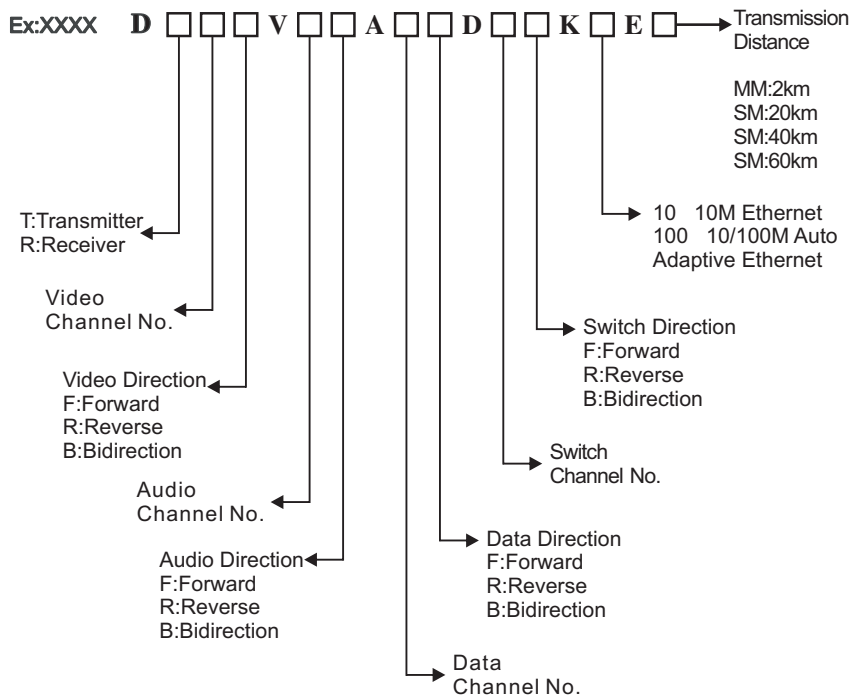 Ex:XXXX D □ □ □ V □ □ A □ □ D □ □ K □ E □ Transmission
Distance
MM:2km
SM:20km
SM:40km
SM:60km
10 10M Ethernet
100 10/100M Auto
Adaptive Ethernet
T:Transmitter
R:Receiver
Video
Channel No.
Switch Direction
F:Forward
R:Reverse
B:Bidirection
Video Direction
F:Forward
R:Reverse
B:Bidirection
Switch
Channel No.
Audio
Channel No.
Data Direction
F:Forward
R:Reverse
B:Bidirection
Audio Direction
F:Forward
R:Reverse
B:Bidirection
Data
Channel No.